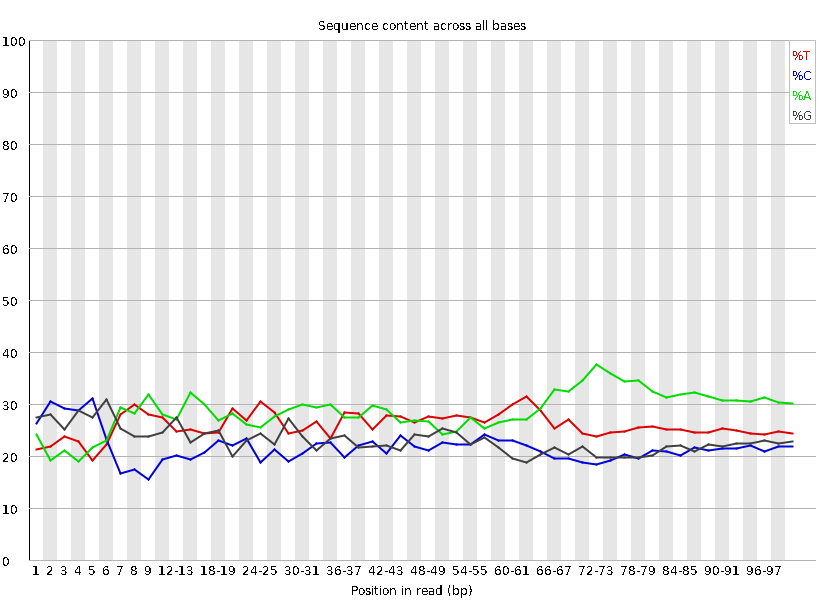 Sequence content across all bases
100
90
80
70
60
50
40
30
20
10
0
%T
%C
%A
%G
1 2 3 4 5 6 7 8 9 12-13 18-19 24-25 30-31 36-37 42-43 48-49 54-55 60-61 66-67 72-73 78-79 84-85 90-91 96-97
Position in read (bp)